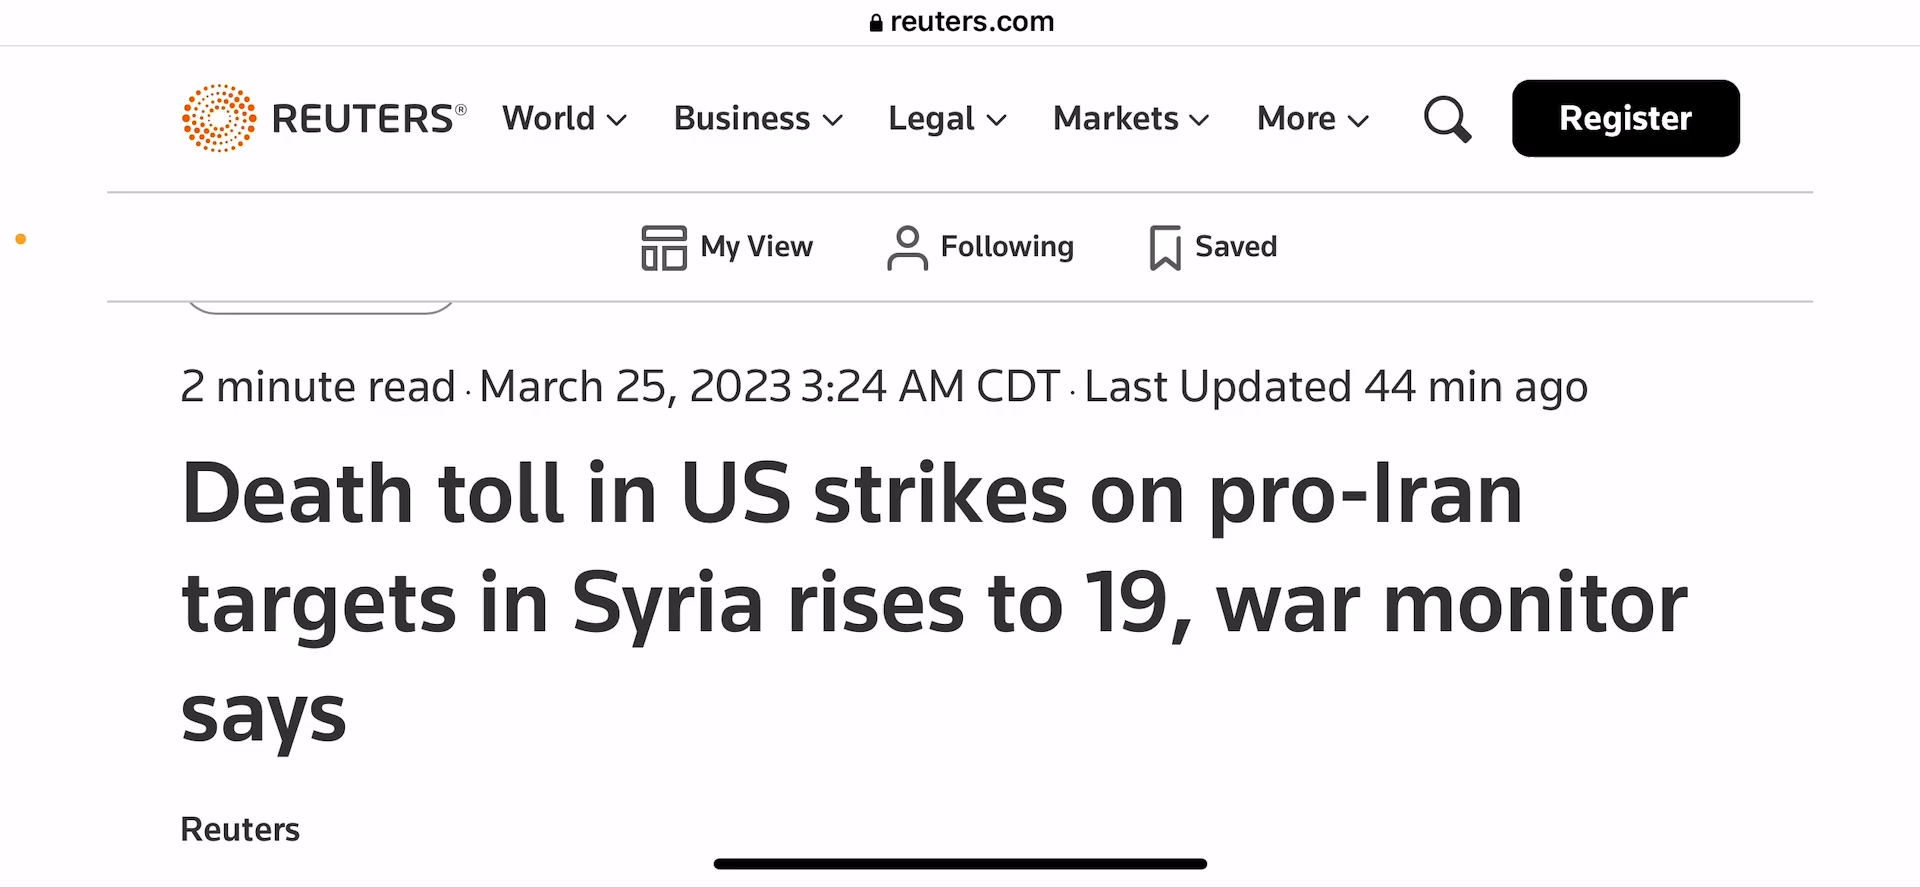 reuters.com
REUTERS® World Business Legal Markets More Register
My View Following Saved
2 minute read · March 25, 2023 3:24 AM CDT · Last Updated 44 min ago
Death toll in US strikes on pro-Iran
targets in Syria rises to 19, war monitor
says
Reuters